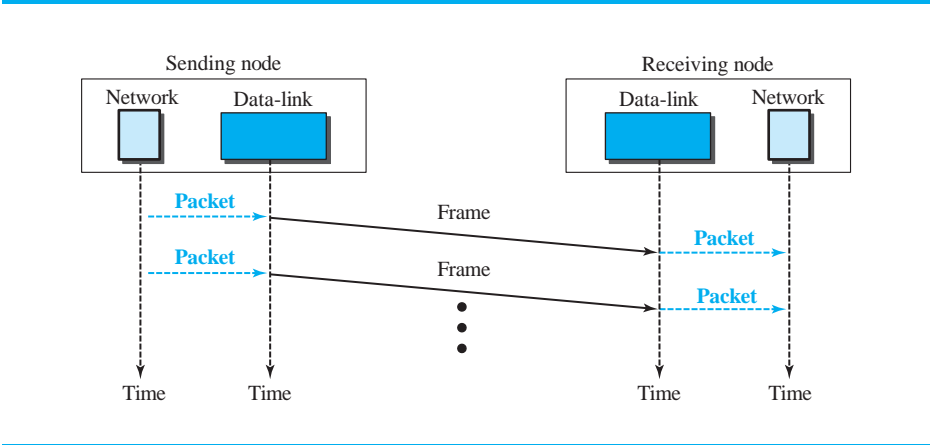 Sending node
Receiving node
Network
Data-link
Data-link
Network
Packet
Frame
Packet
Packet
Frame
Packet
Time
Time
Time
Time